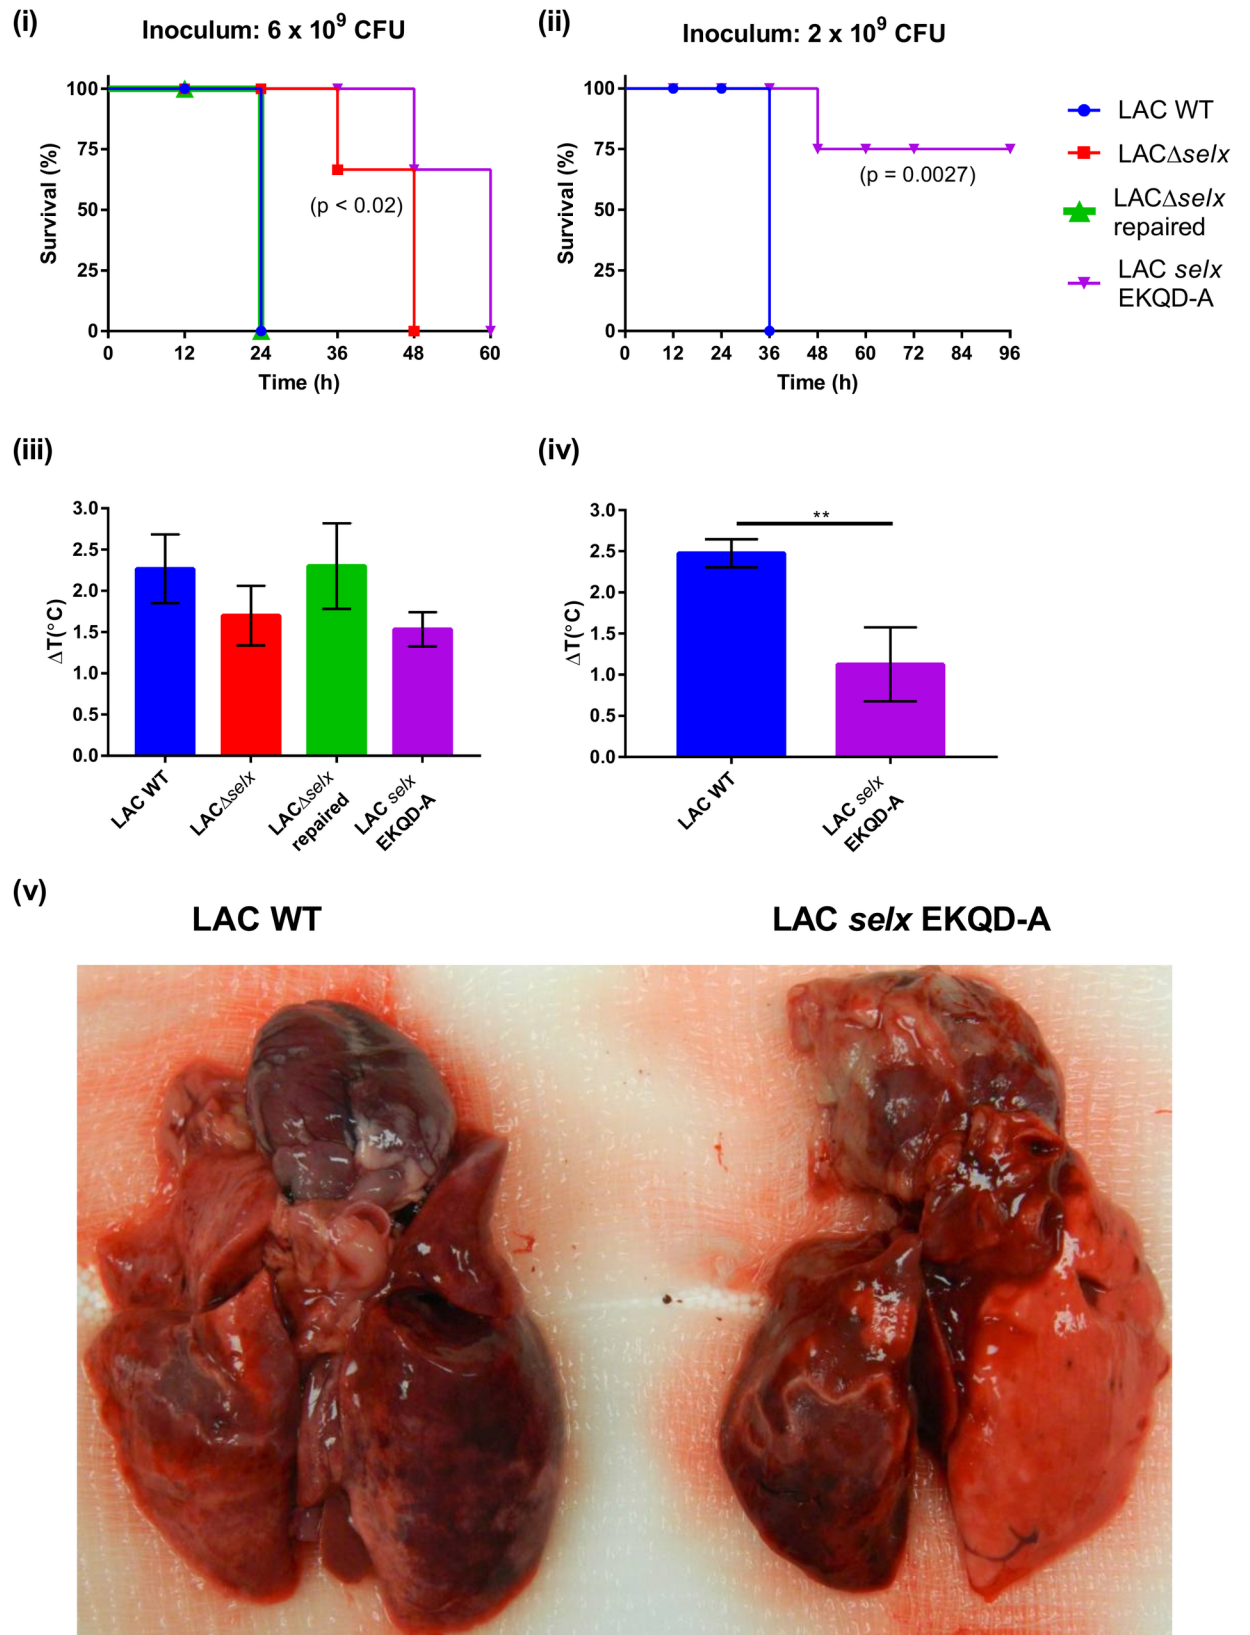 (i)
Inoculum: 6 x 10⁹ CFU
100
75
50
25
0
Survival (%)
(p < 0.02)
0 12 24 36 48 60
Time (h)
(ii)
Inoculum: 2 x 10⁹ CFU
100
75
50
25
0
Survival (%)
(p = 0.0027)
0 12 24 36 48 60 72 84 96
Time (h)
LAC WT
LACΔselx
LACΔselx
repaired
LAC selx
EKQD-A
(iii)
3.0
2.5
2.0
1.5
1.0
0.5
0.0
ΔT(°C)
LAC WT
LACΔselx
LACΔselx
repaired
LAC selx
EKQD-A
(iv)
3.0
2.5
2.0
1.5
1.0
0.5
0.0
ΔT(°C)
**
LAC WT
LAC selx
EKQD-A
(v)
LAC WT
LAC selx EKQD-A